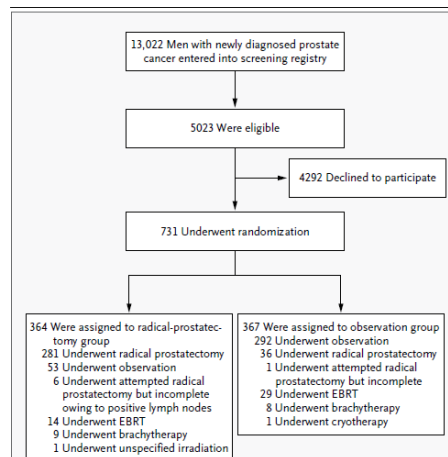 13,022 Men with newly diagnosed prostate
cancer entered into screening registry
5023 Were eligible
4292 Declined to participate
731 Underwent randomization
364 Were assigned to radical-prostatec-
tomy group
281 Underwent radical prostatectomy
53 Underwent observation
6 Underwent attempted radical
prostatectomy but incomplete
owing to positive lymph nodes
14 Underwent EBRT
9 Underwent brachytherapy
1 Underwent unspecified irradiation
367 Were assigned to observation group
292 Underwent observation
36 Underwent radical prostatectomy
1 Underwent attempted radical
prostatectomy but incomplete
29 Underwent EBRT
8 Underwent brachytherapy
1 Underwent cryotherapy